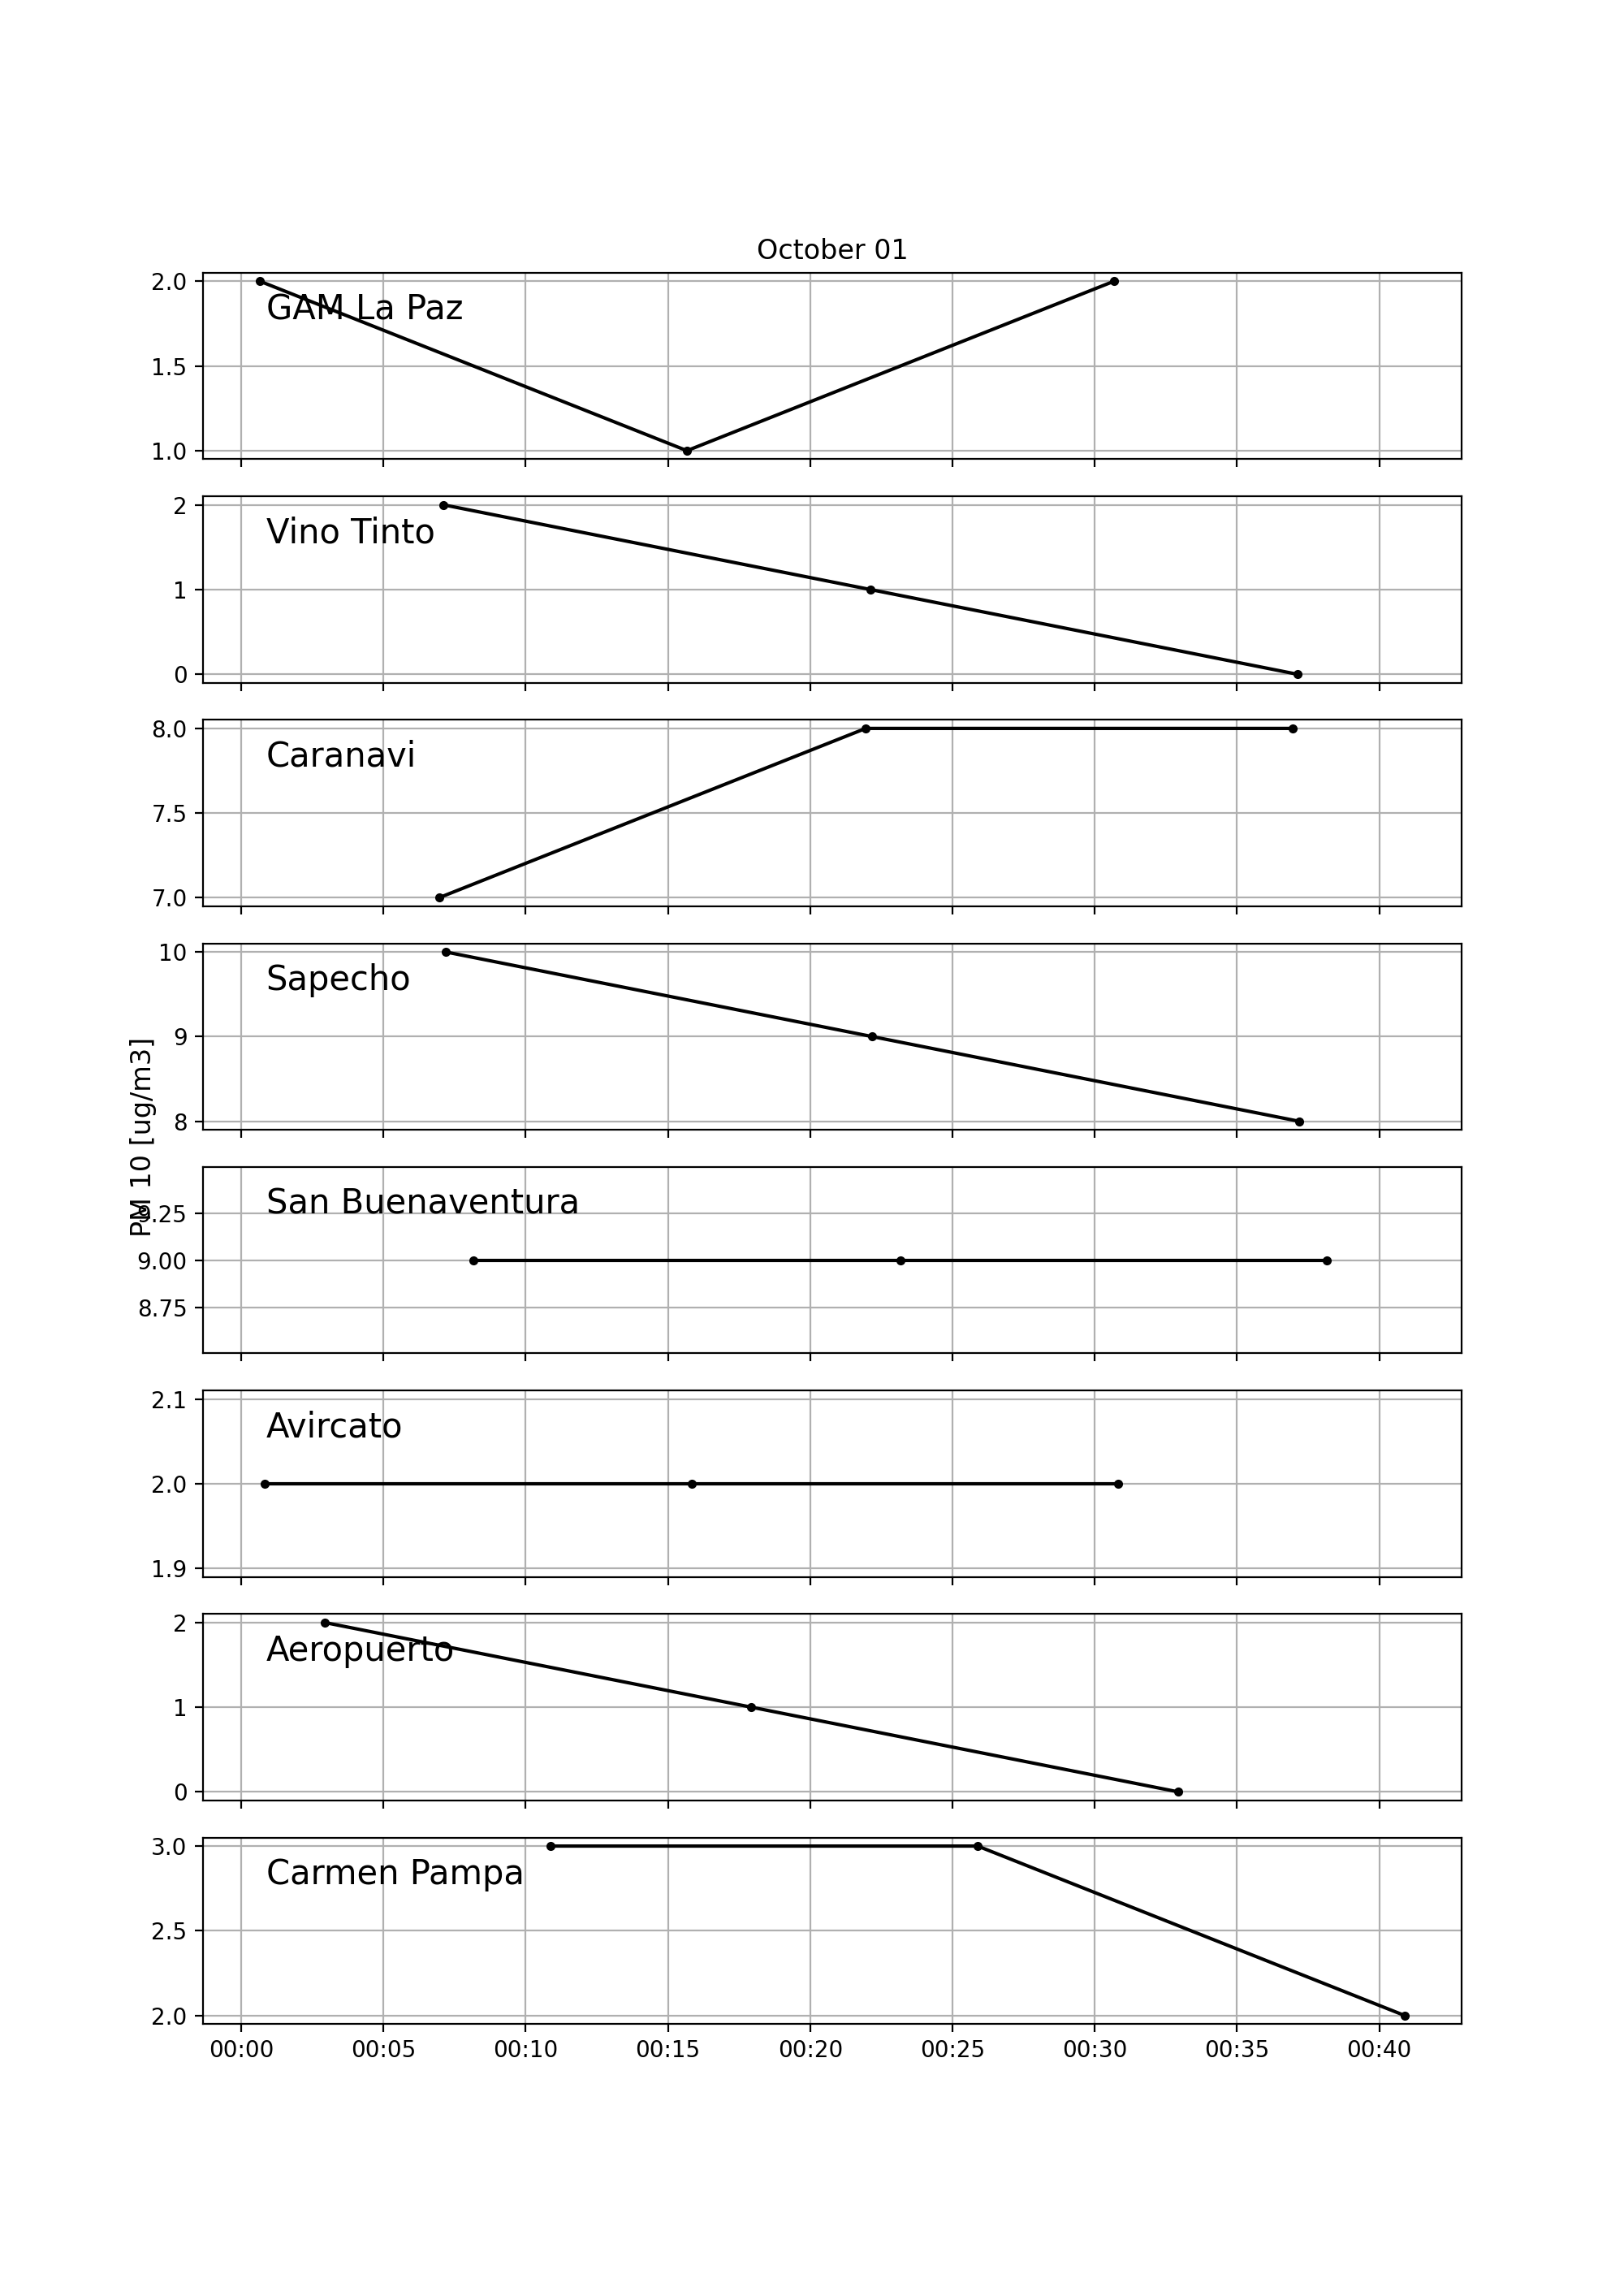 October 01
2.0
GAM La Paz
1.5
1.0
2
Vino Tinto
1
0
8.0
Caranavi
7.5
7.0
10
Sapecho
9
8
PM 10 [ug/m3]
San Buenaventura
9.25
9.00
8.75
2.1
Avircato
2.0
1.9
2
Aeropuerto
1
0
3.0
Carmen Pampa
2.5
2.0
00:00 00:05 00:10 00:15 00:20 00:25 00:30 00:35 00:40